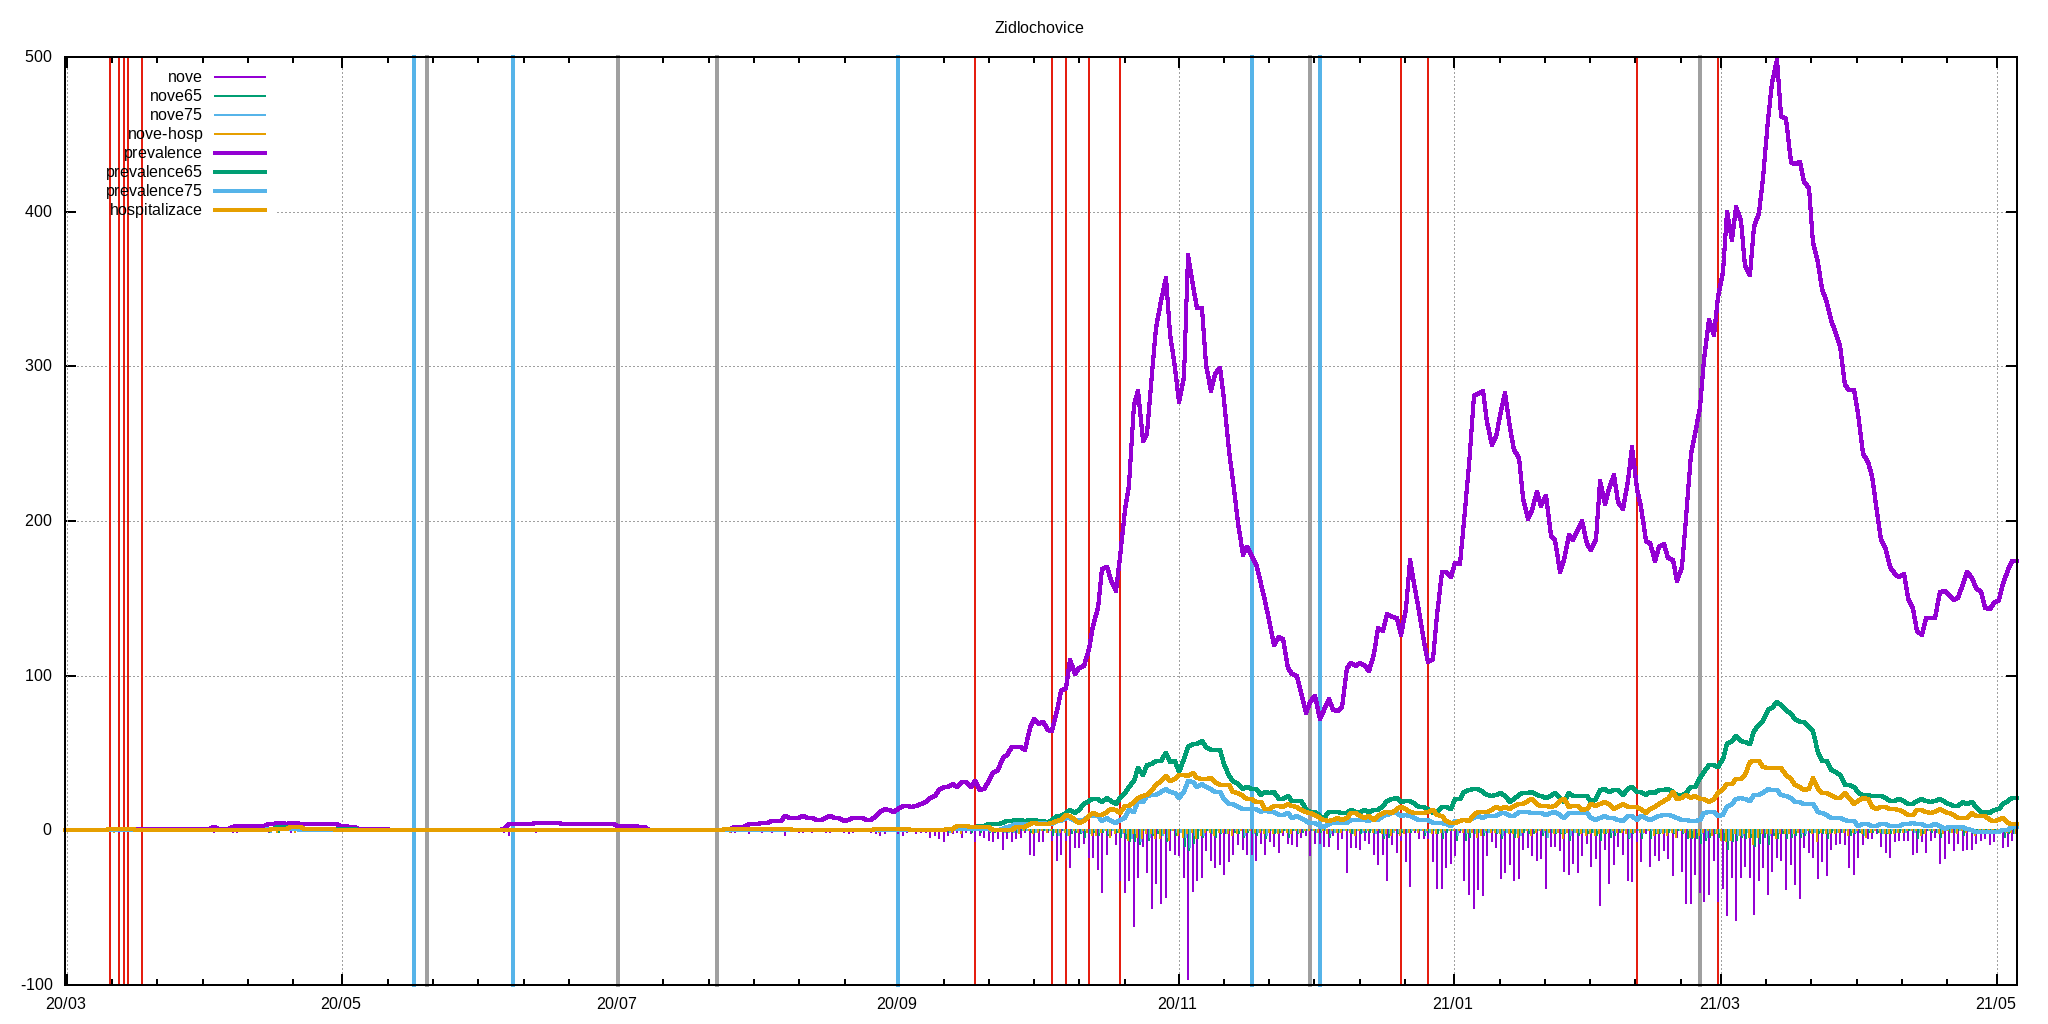 Zidlochovice
500
400
300
200
100
0
-100
nove
nove65
nove75
nove-hosp
prevalence
prevalence65
prevalence75
hospitalizace
20/03 20/05 20/07 20/09 20/11 21/01 21/03 21/05